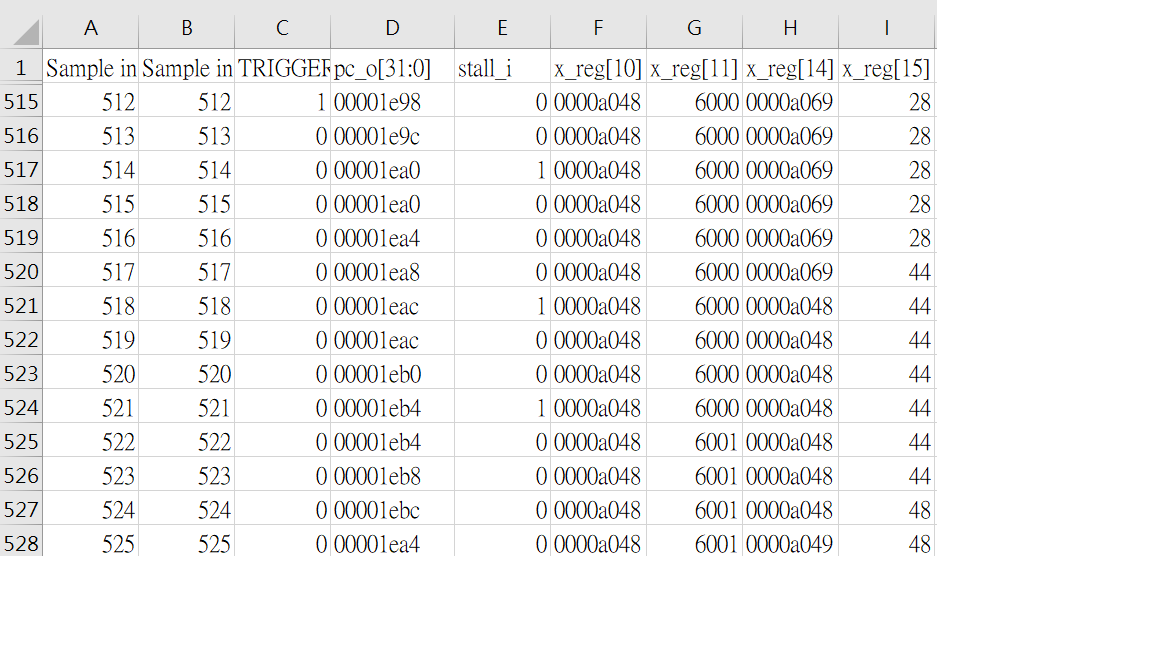 A B C D E F G H I
1 Sample in Sample in TRIGGER pc_o[31:0] stall_i x_reg[10] x_reg[11] x_reg[14] x_reg[15]
515 512 512 1 00001e98 0 0000a048 6000 0000a069 28
516 513 513 0 00001e9c 0 0000a048 6000 0000a069 28
517 514 514 0 00001ea0 1 0000a048 6000 0000a069 28
518 515 515 0 00001ea0 0 0000a048 6000 0000a069 28
519 516 516 0 00001ea4 0 0000a048 6000 0000a069 28
520 517 517 0 00001ea8 0 0000a048 6000 0000a069 44
521 518 518 0 00001eac 1 0000a048 6000 0000a048 44
522 519 519 0 00001eac 0 0000a048 6000 0000a048 44
523 520 520 0 00001eb0 0 0000a048 6000 0000a048 44
524 521 521 0 00001eb4 1 0000a048 6000 0000a048 44
525 522 522 0 00001eb4 0 0000a048 6001 0000a048 44
526 523 523 0 00001eb8 0 0000a048 6001 0000a048 44
527 524 524 0 00001ebc 0 0000a048 6001 0000a048 48
528 525 525 0 00001ea4 0 0000a048 6001 0000a049 48